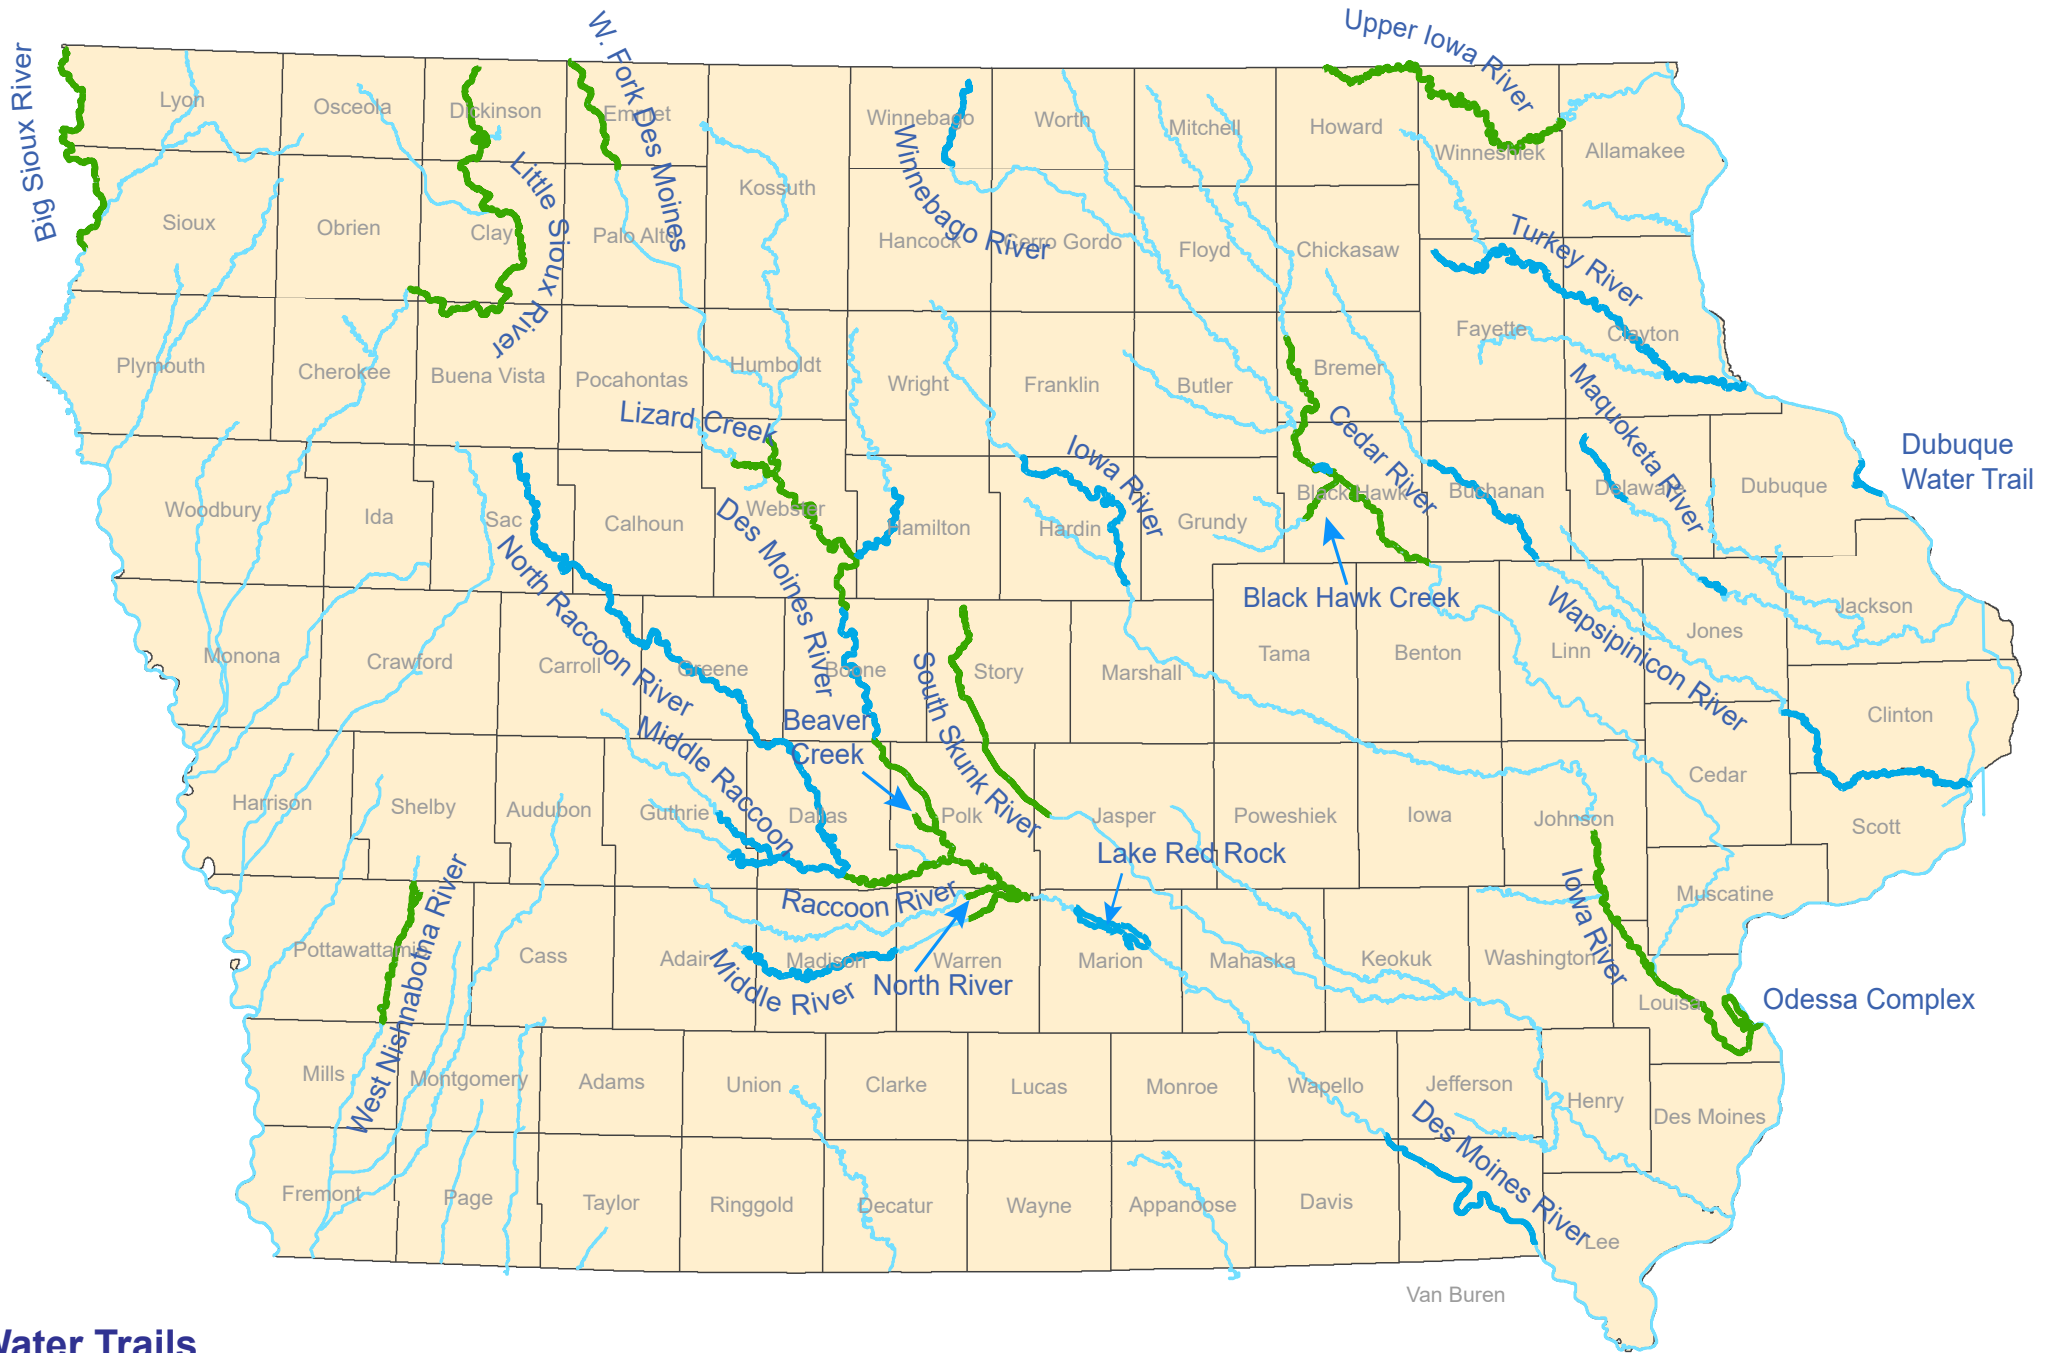 Upper Iowa River
W. Fork Des Moines
Big Sioux River
Lyon
Osceola
Dickinson
Emmet
Winnebago
Worth
Mitchell
Howard
Winneshiek
Allamakee
Little Sioux River
Winnebago River
Kossuth
Sioux
Obrien
Clay
Palo Alto
Hancock
Cerro Gordo
Floyd
Chickasaw
Turkey River
Fayette
Clayton
Plymouth
Cherokee
Buena Vista
Pocahontas
Humboldt
Wright
Franklin
Butler
Bremer
Maquoketa River
Lizard Creek
Cedar River
Iowa River
Dubuque
Water Trail
Woodbury
Ida
Sac
Calhoun
Webster
Hamilton
Hardin
Grundy
Black Hawk
Buchanan
Delaware
Dubuque
Des Moines River
North Raccoon River
Black Hawk Creek
Wapsipinicon River
Monona
Crawford
Carroll
Greene
Boone
Story
Marshall
Tama
Benton
Linn
Jones
Jackson
South Skunk River
Beaver
Creek
Middle Raccoon
Clinton
Cedar
Harrison
Shelby
Audubon
Guthrie
Dallas
Polk
Jasper
Poweshiek
Iowa
Johnson
Scott
Lake Red Rock
Muscatine
Raccoon River
Iowa River
West Nishnabotna River
Pottawattamie
Cass
Adair
Madison
Warren
Marion
Mahaska
Keokuk
Washington
Louisa
Middle River
North River
Odessa Complex
Mills
Montgomery
Adams
Union
Clarke
Lucas
Monroe
Wapello
Jefferson
Henry
Des Moines
Des Moines River
Fremont
Page
Taylor
Ringgold
Decatur
Wayne
Appanoose
Davis
Lee
Van Buren
Water Trails